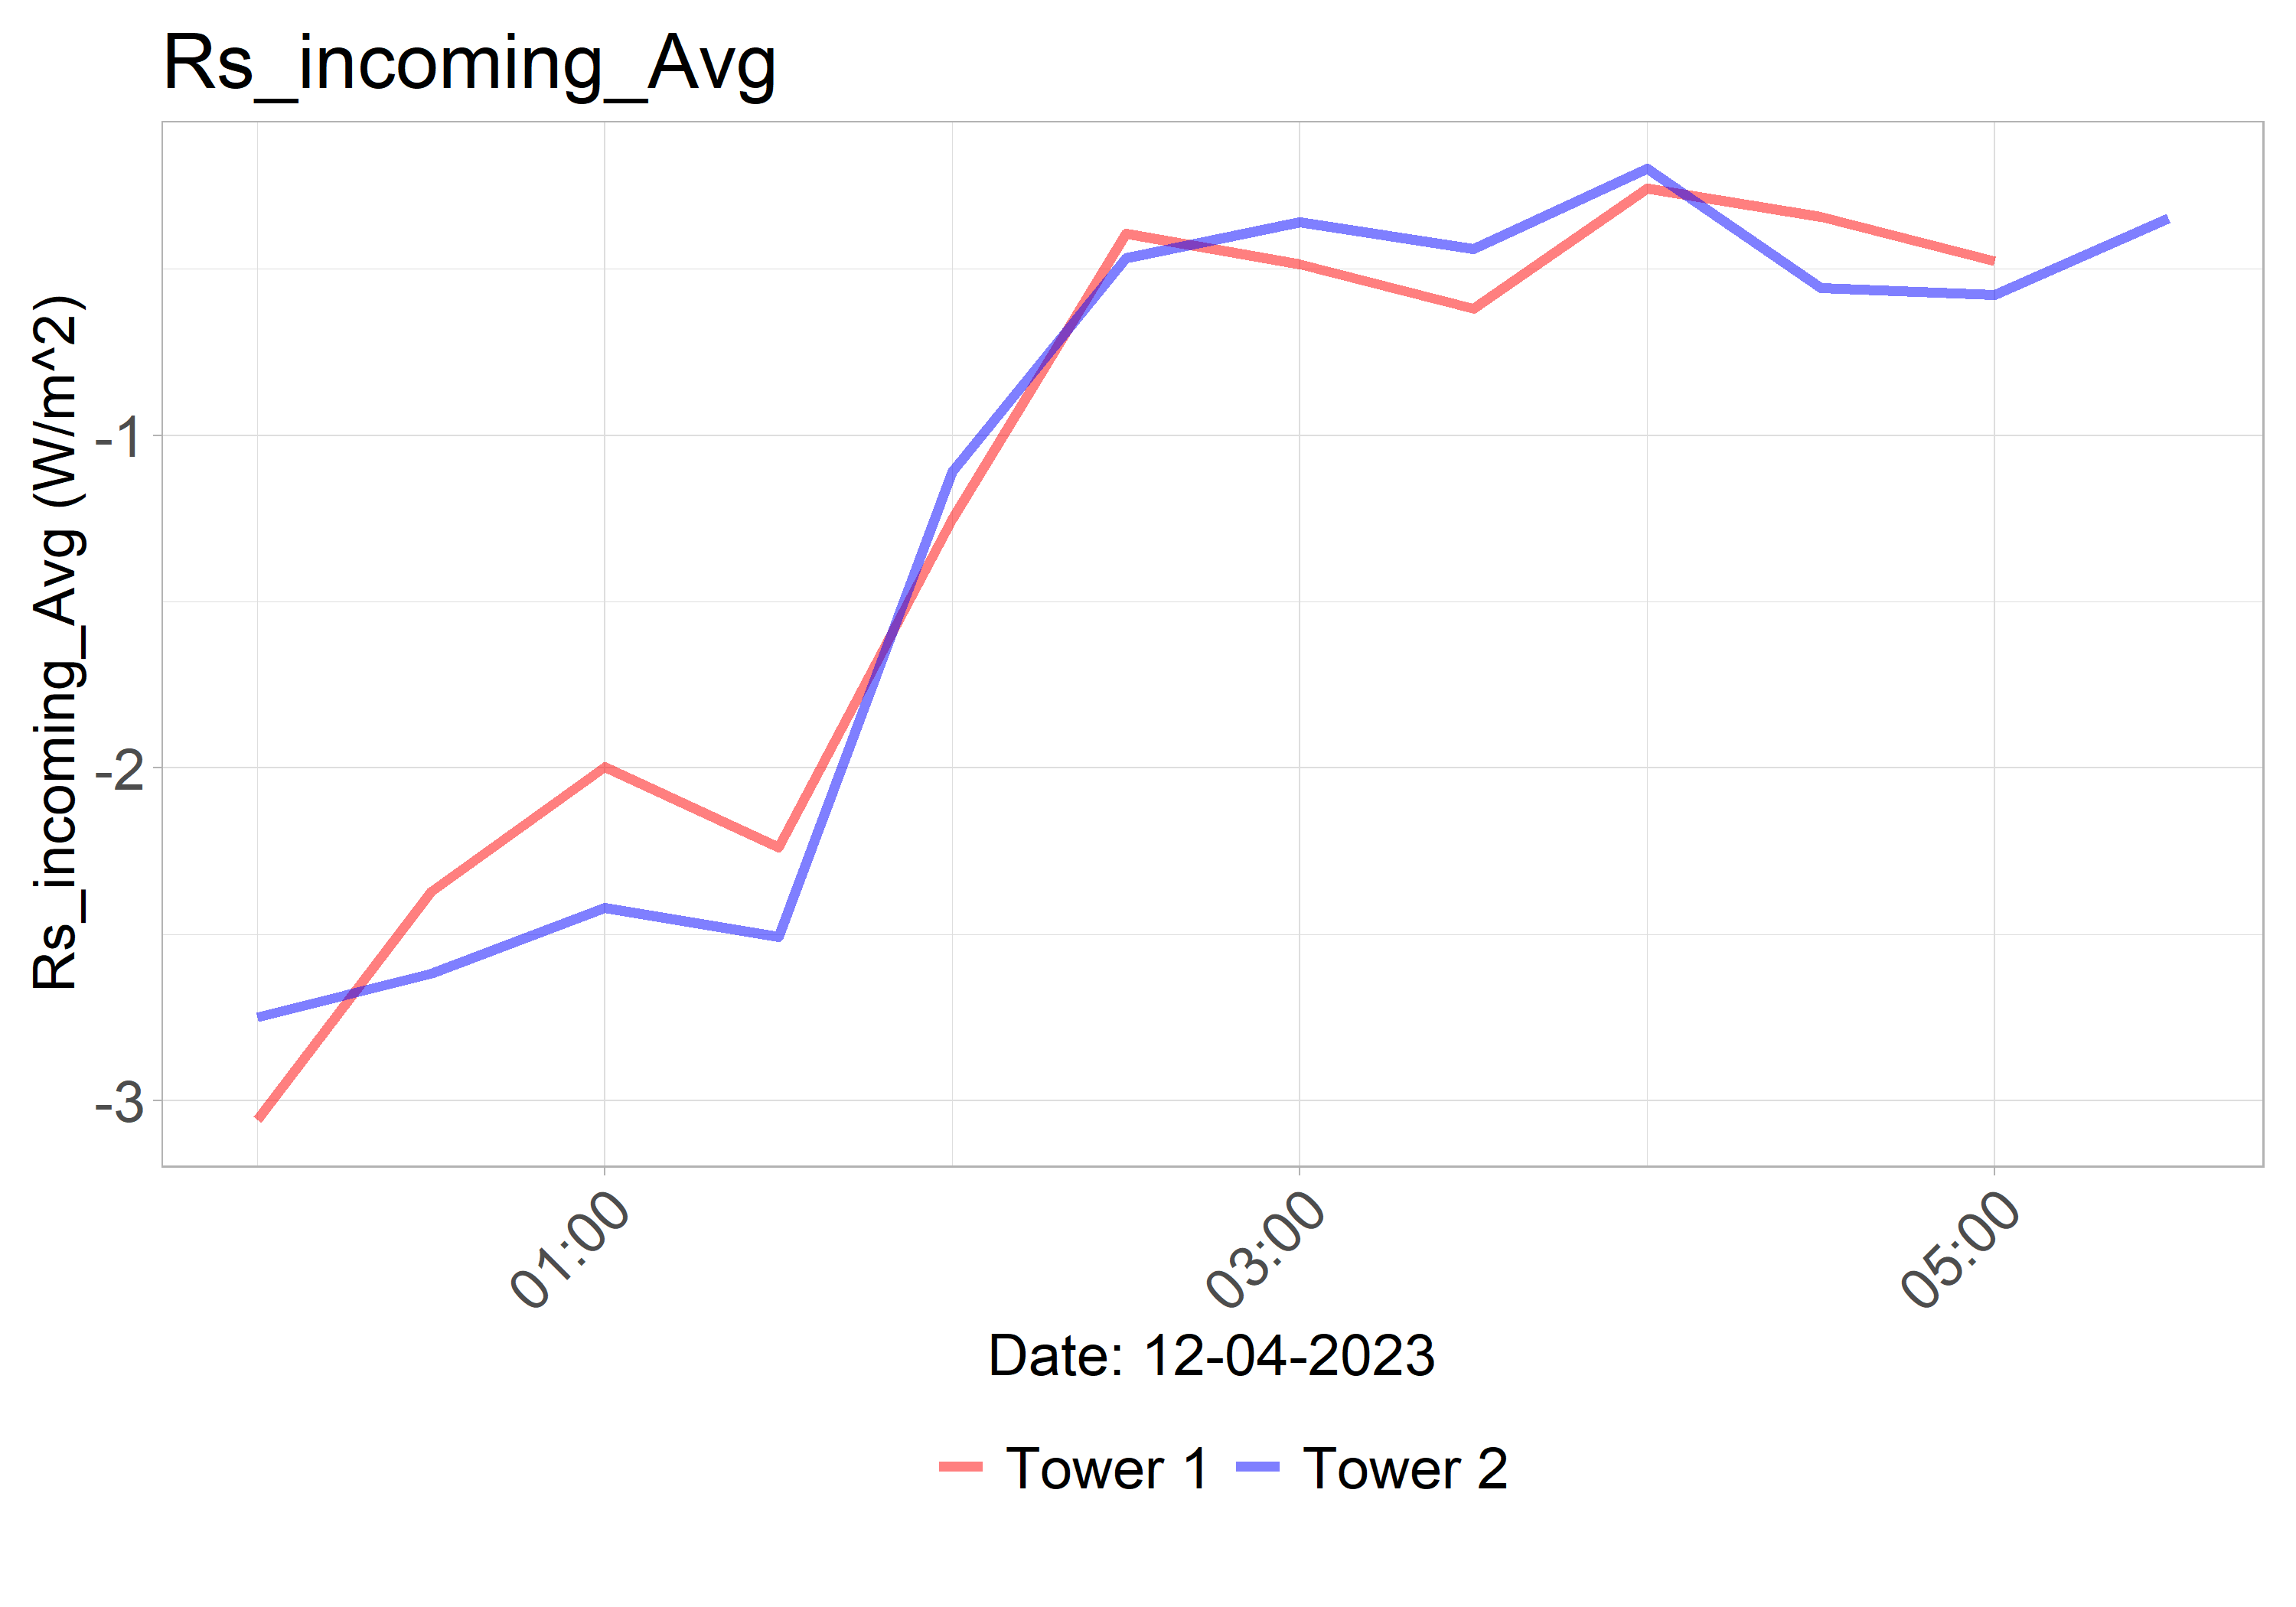 Rs_incoming_Avg
Rs_incoming_Avg (W/m^2)
-1
-2
-3
01:00
03:00
05:00
Date: 12-04-2023
Tower 1
Tower 2